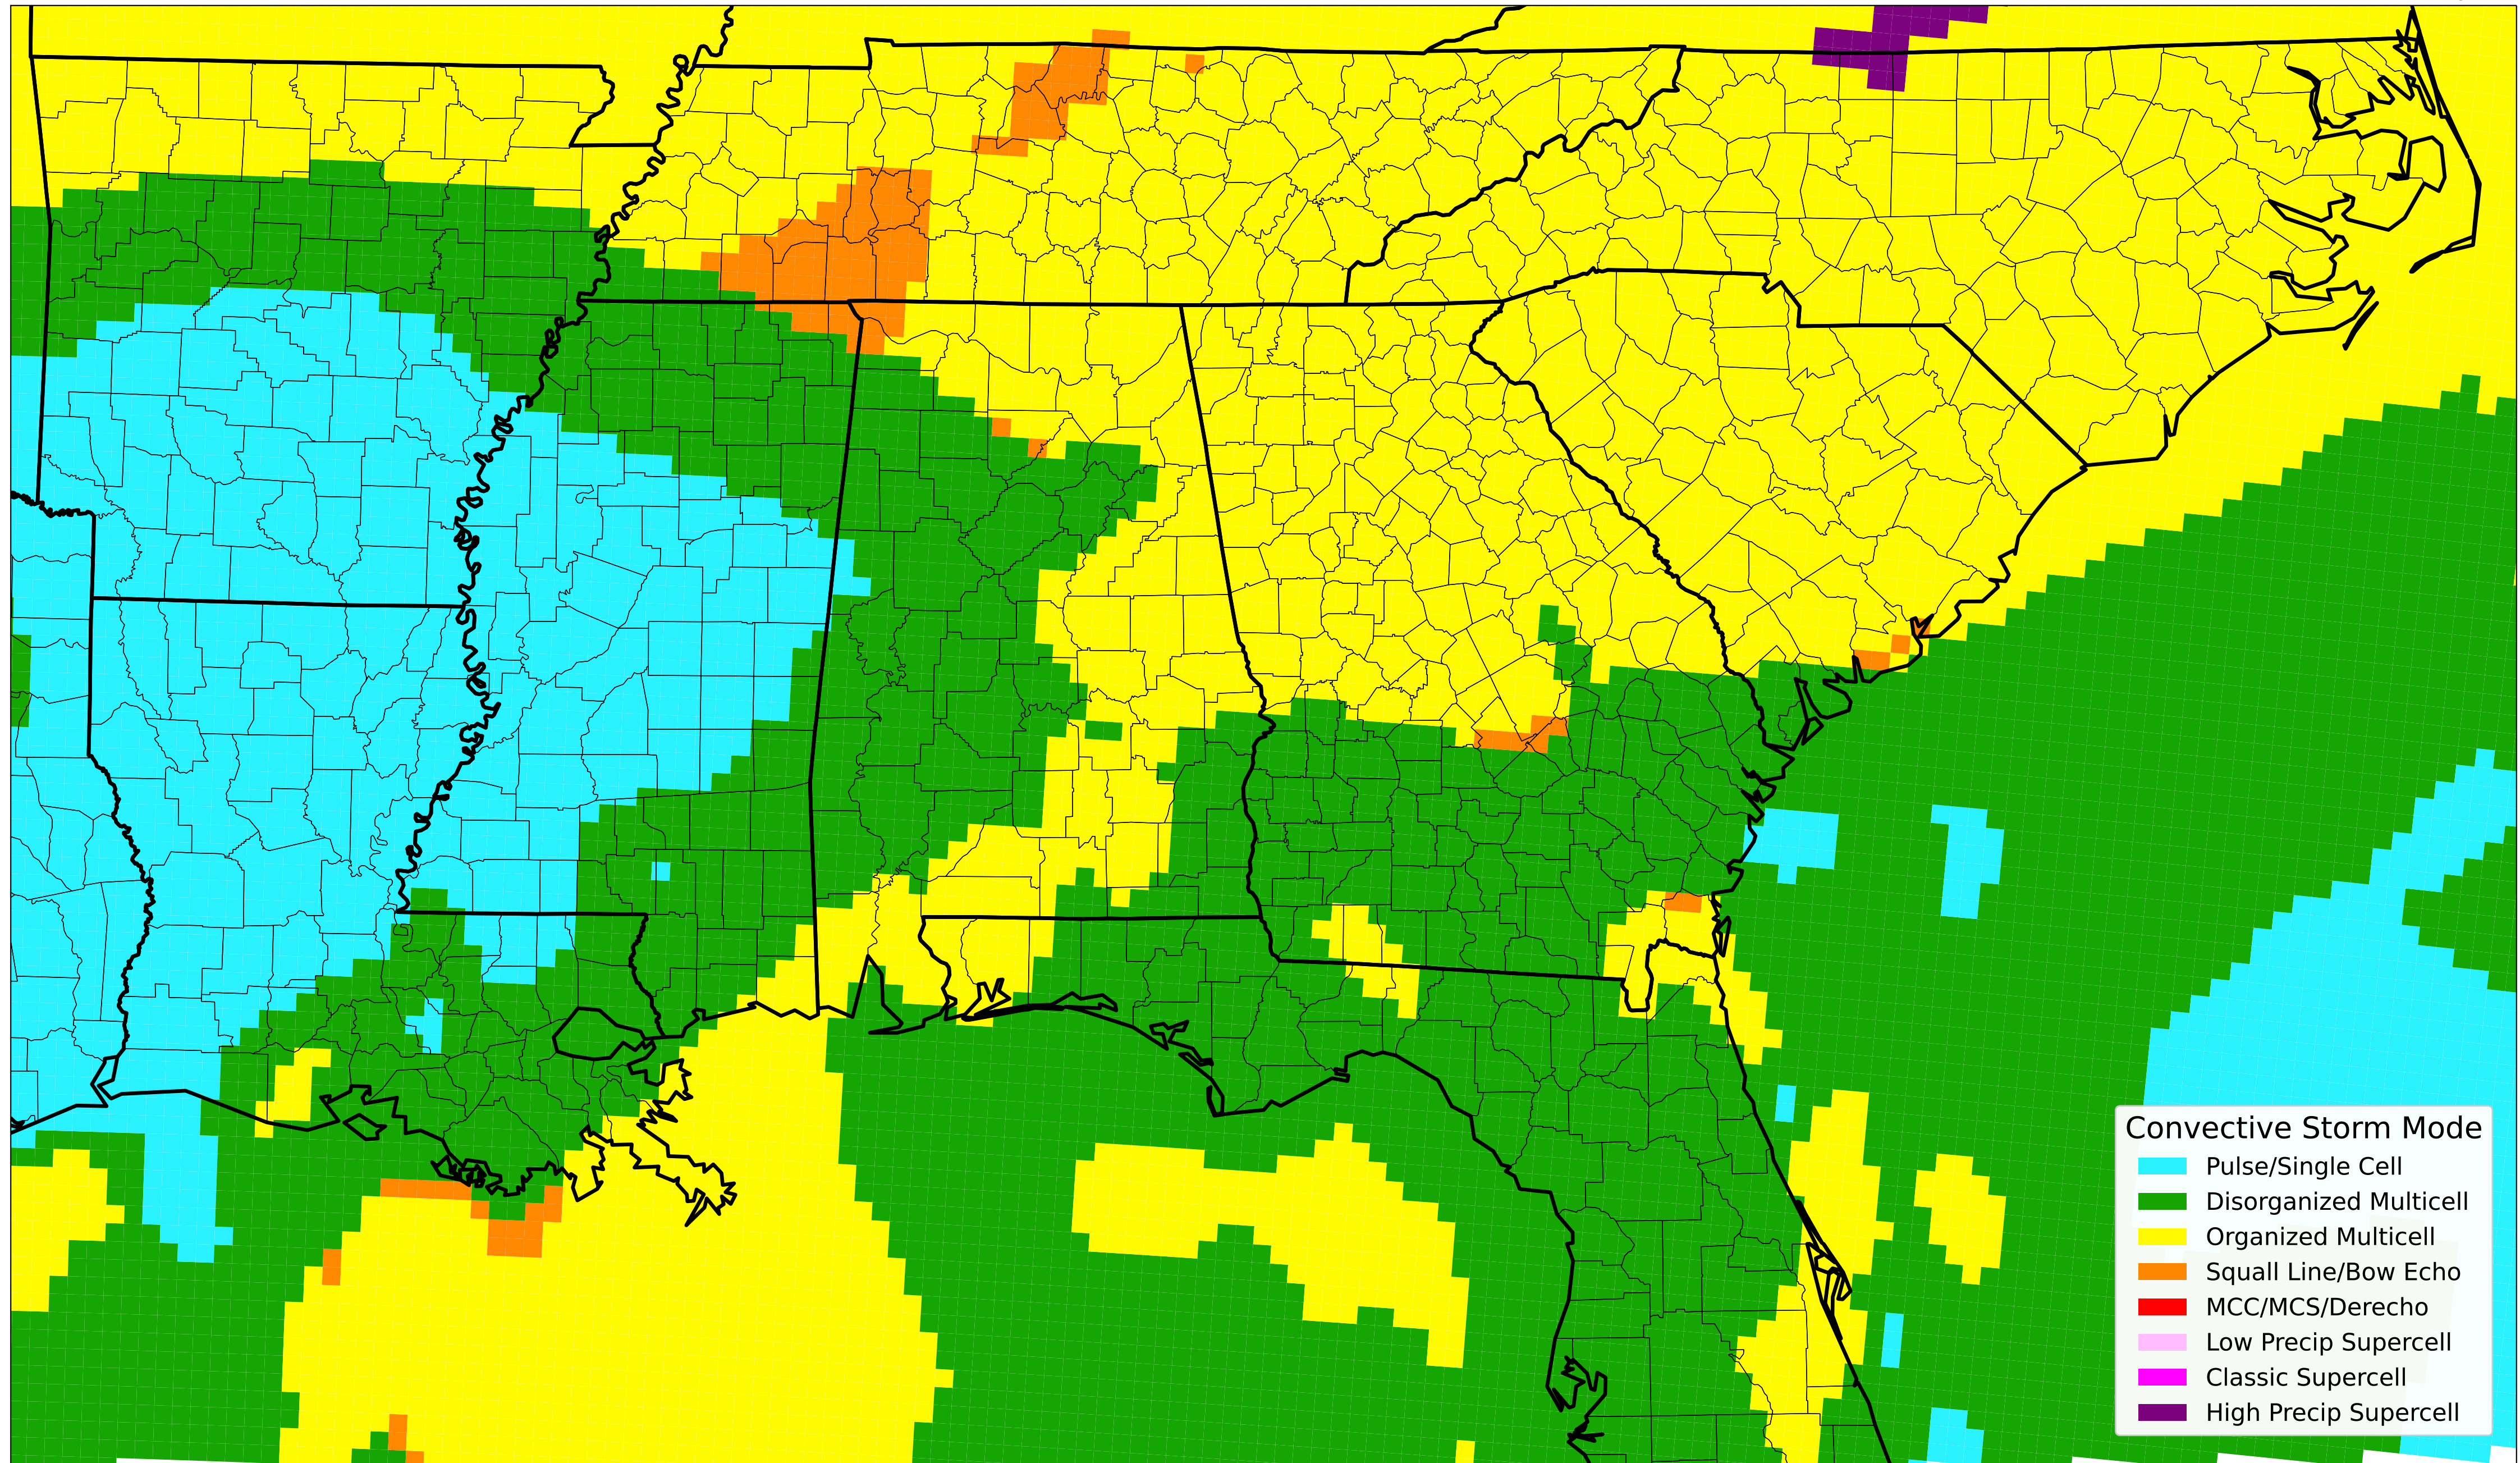 Convective Storm Mode
Pulse/Single Cell
Disorganized Multicell
Organized Multicell
Squall Line/Bow Echo
MCC/MCS/Derecho
Low Precip Supercell
Classic Supercell
High Precip Supercell